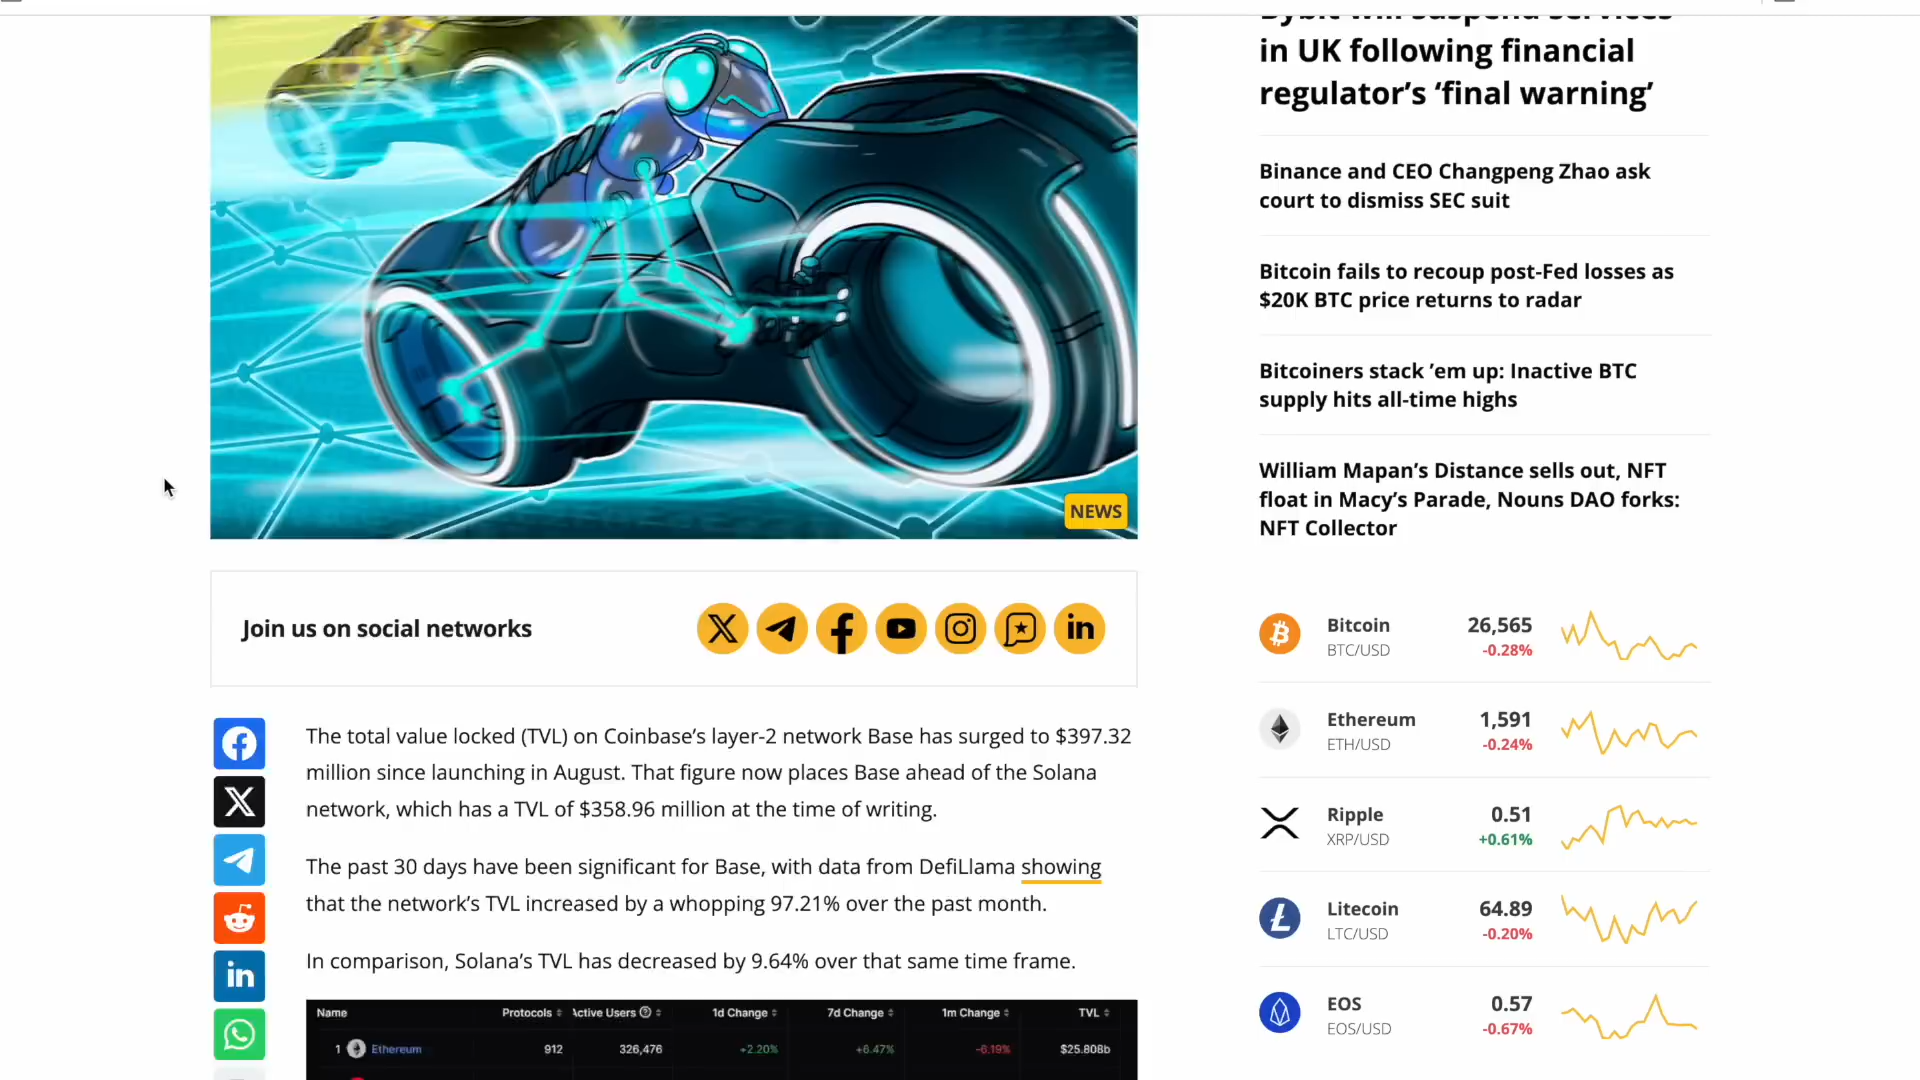 NEWS
Join us on social networks
The total value locked (TVL) on Coinbase’s layer-2 network Base has surged to $397.32
million since launching in August. That figure now places Base ahead of the Solana
network, which has a TVL of $358.96 million at the time of writing.
The past 30 days have been significant for Base, with data from DefiLlama showing
that the network’s TVL increased by a whopping 97.21% over the past month.
In comparison, Solana’s TVL has decreased by 9.64% over that same time frame.
Name Protocols Active Users 1d Change 7d Change 1m Change TVL
1 Ethereum 912 326,476 +2.20% +6.47% -6.19% $25.808b
Bybit will suspend services
in UK following financial
regulator’s ‘final warning’
Binance and CEO Changpeng Zhao ask
court to dismiss SEC suit
Bitcoin fails to recoup post-Fed losses as
$20K BTC price returns to radar
Bitcoiners stack ’em up: Inactive BTC
supply hits all-time highs
William Mapan’s Distance sells out, NFT
float in Macy’s Parade, Nouns DAO forks:
NFT Collector
Bitcoin 26,565
BTC/USD -0.28%
Ethereum 1,591
ETH/USD -0.24%
Ripple 0.51
XRP/USD +0.61%
Litecoin 64.89
LTC/USD -0.20%
EOS 0.57
EOS/USD -0.67%